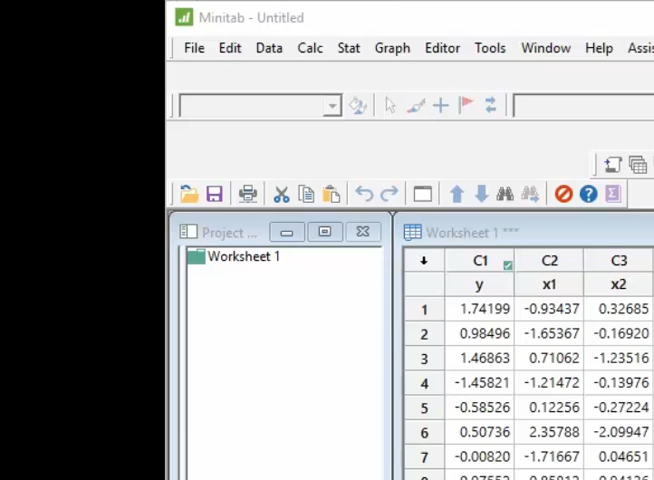 Minitab - Untitled
File Edit Data Calc Stat Graph Editor Tools Window Help Assis
Project ...
Worksheet 1
Worksheet 1 ***
C1 C2 C3
y x1 x2
1 1.74199 -0.93437 0.32685
2 0.98496 -1.65367 -0.16920
3 1.46863 0.71062 -1.23516
4 -1.45821 -1.21472 -0.13976
5 -0.58526 0.12256 -0.27224
6 0.50736 2.35788 -2.09947
7 -0.00820 -1.71667 0.04651